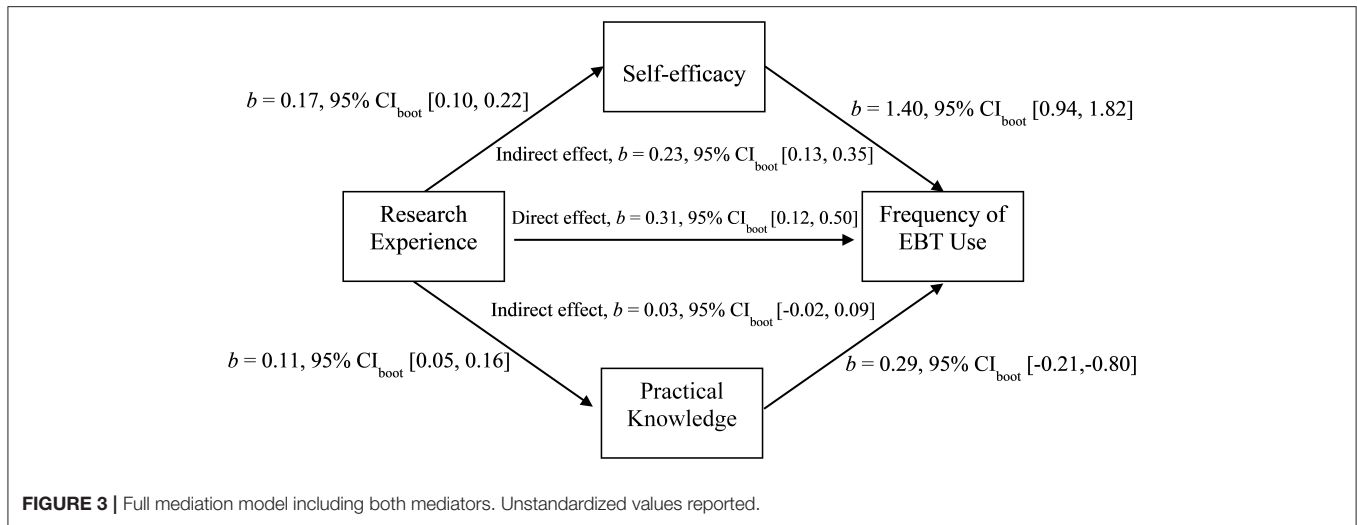 Self-efficacy
b = 0.17, 95% CI_boot [0.10, 0.22]
b = 1.40, 95% CI_boot [0.94, 1.82]
Indirect effect, b = 0.23, 95% CI_boot [0.13, 0.35]
Research
Experience
Direct effect, b = 0.31, 95% CI_boot [0.12, 0.50]
Frequency of
EBT Use
Indirect effect, b = 0.03, 95% CI_boot [-0.02, 0.09]
b = 0.11, 95% CI_boot [0.05, 0.16]
b = 0.29, 95% CI_boot [-0.21,-0.80]
Practical
Knowledge
FIGURE 3 | Full mediation model including both mediators. Unstandardized values reported.